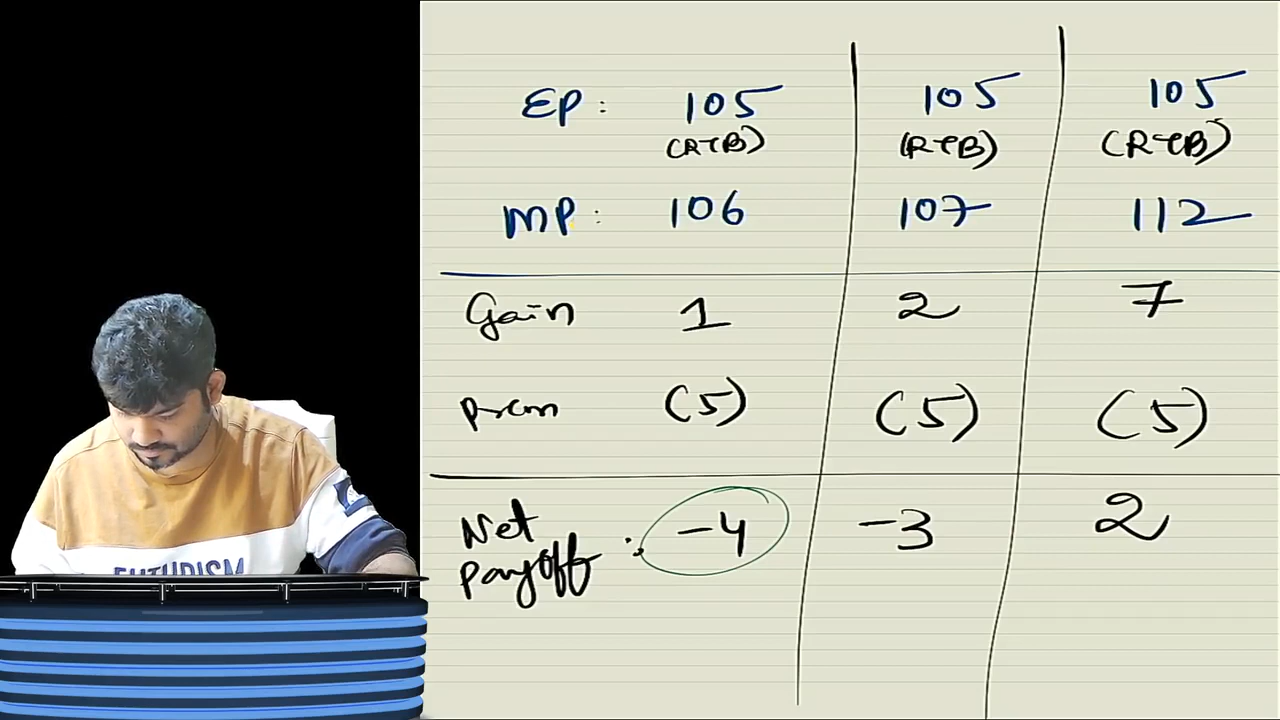 EP: 105 105 105
(RTB) (RTB) (RTB)
MP: 106 107 112
Gain 1 2 7
Prem (5) (5) (5)
Net Payoff: -4 -3 2
FUTURISM